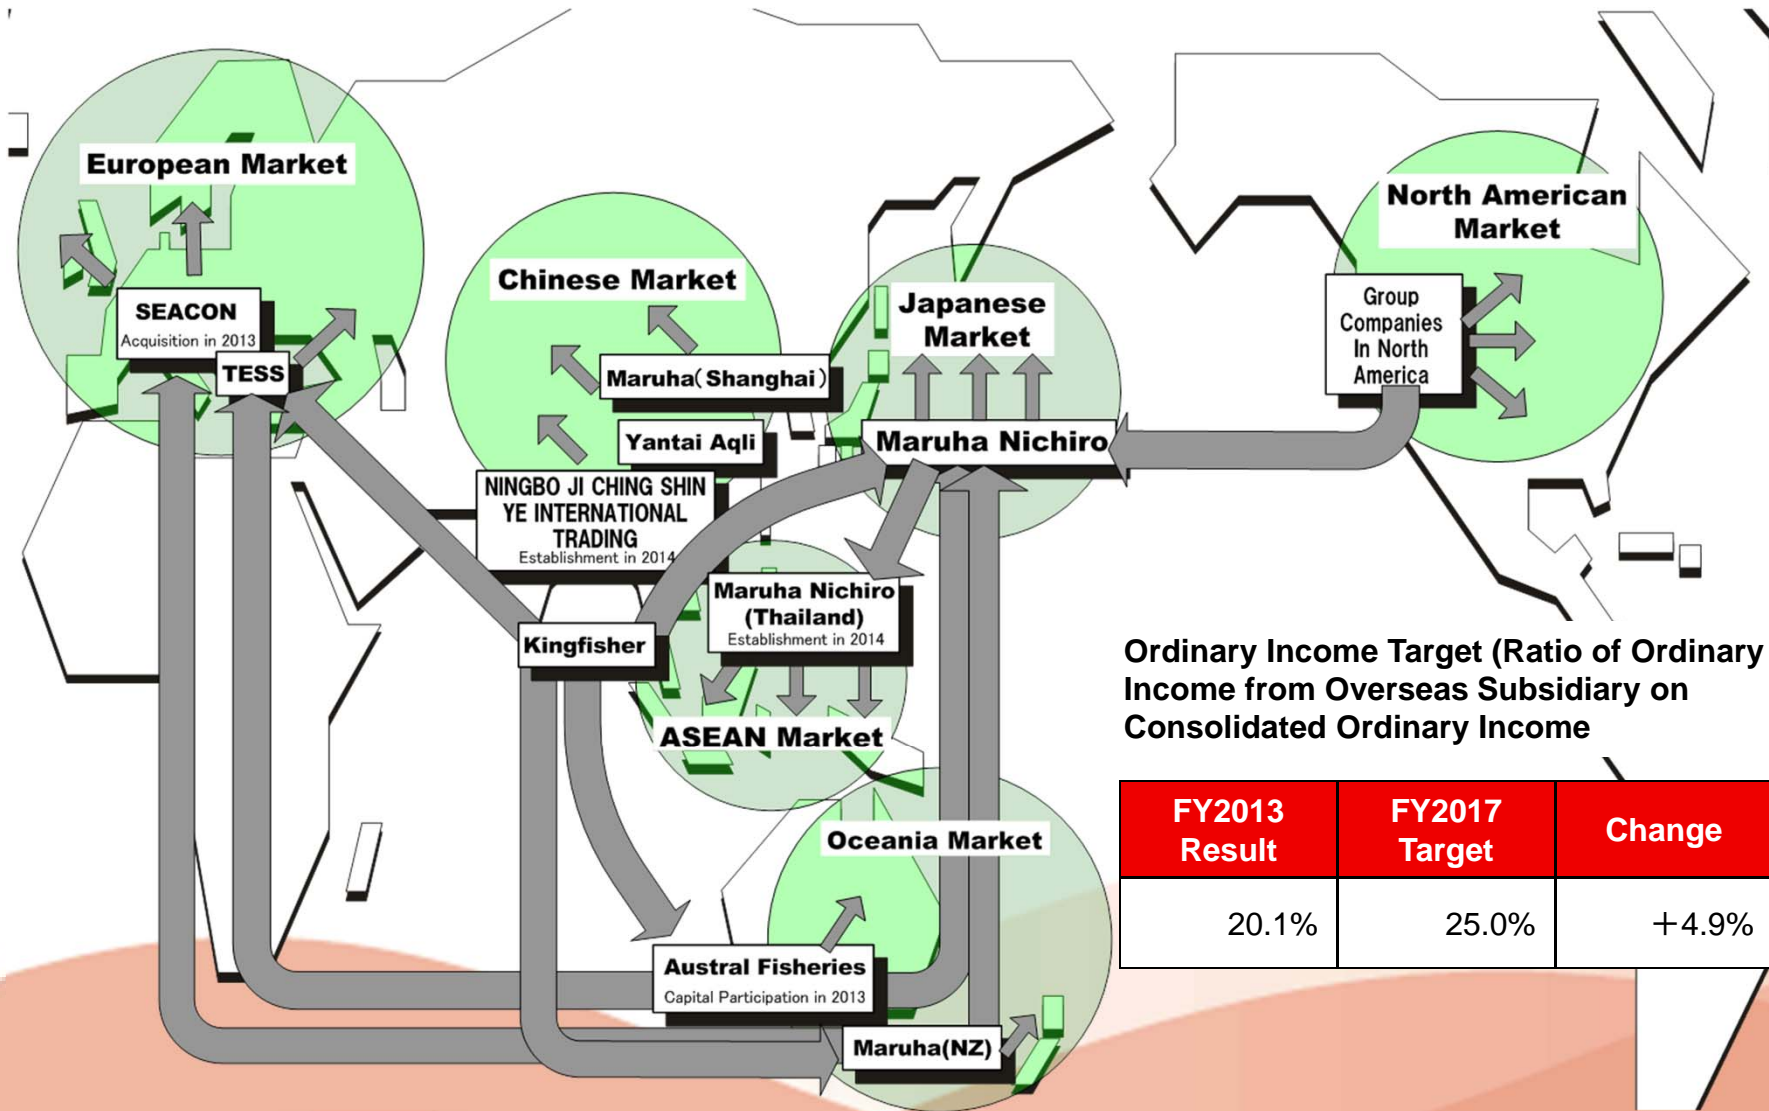 European Market
SEACON
Acquisition in 2013
TESS
Chinese Market
Maruha(Shanghai)
Yantai Aqli
NINGBO JI CHING SHIN
YE INTERNATIONAL
TRADING
Establishment in 2014
Japanese
Market
Maruha Nichiro
North American
Market
Group
Companies
In North
America
Kingfisher
Maruha Nichiro
(Thailand)
Establishment in 2014
ASEAN Market
Oceania Market
Austral Fisheries
Capital Participation in 2013
Maruha(NZ)
Ordinary Income Target (Ratio of Ordinary
Income from Overseas Subsidiary on
Consolidated Ordinary Income
FY2013
Result
FY2017
Target
Change
20.1%
25.0%
+4.9%